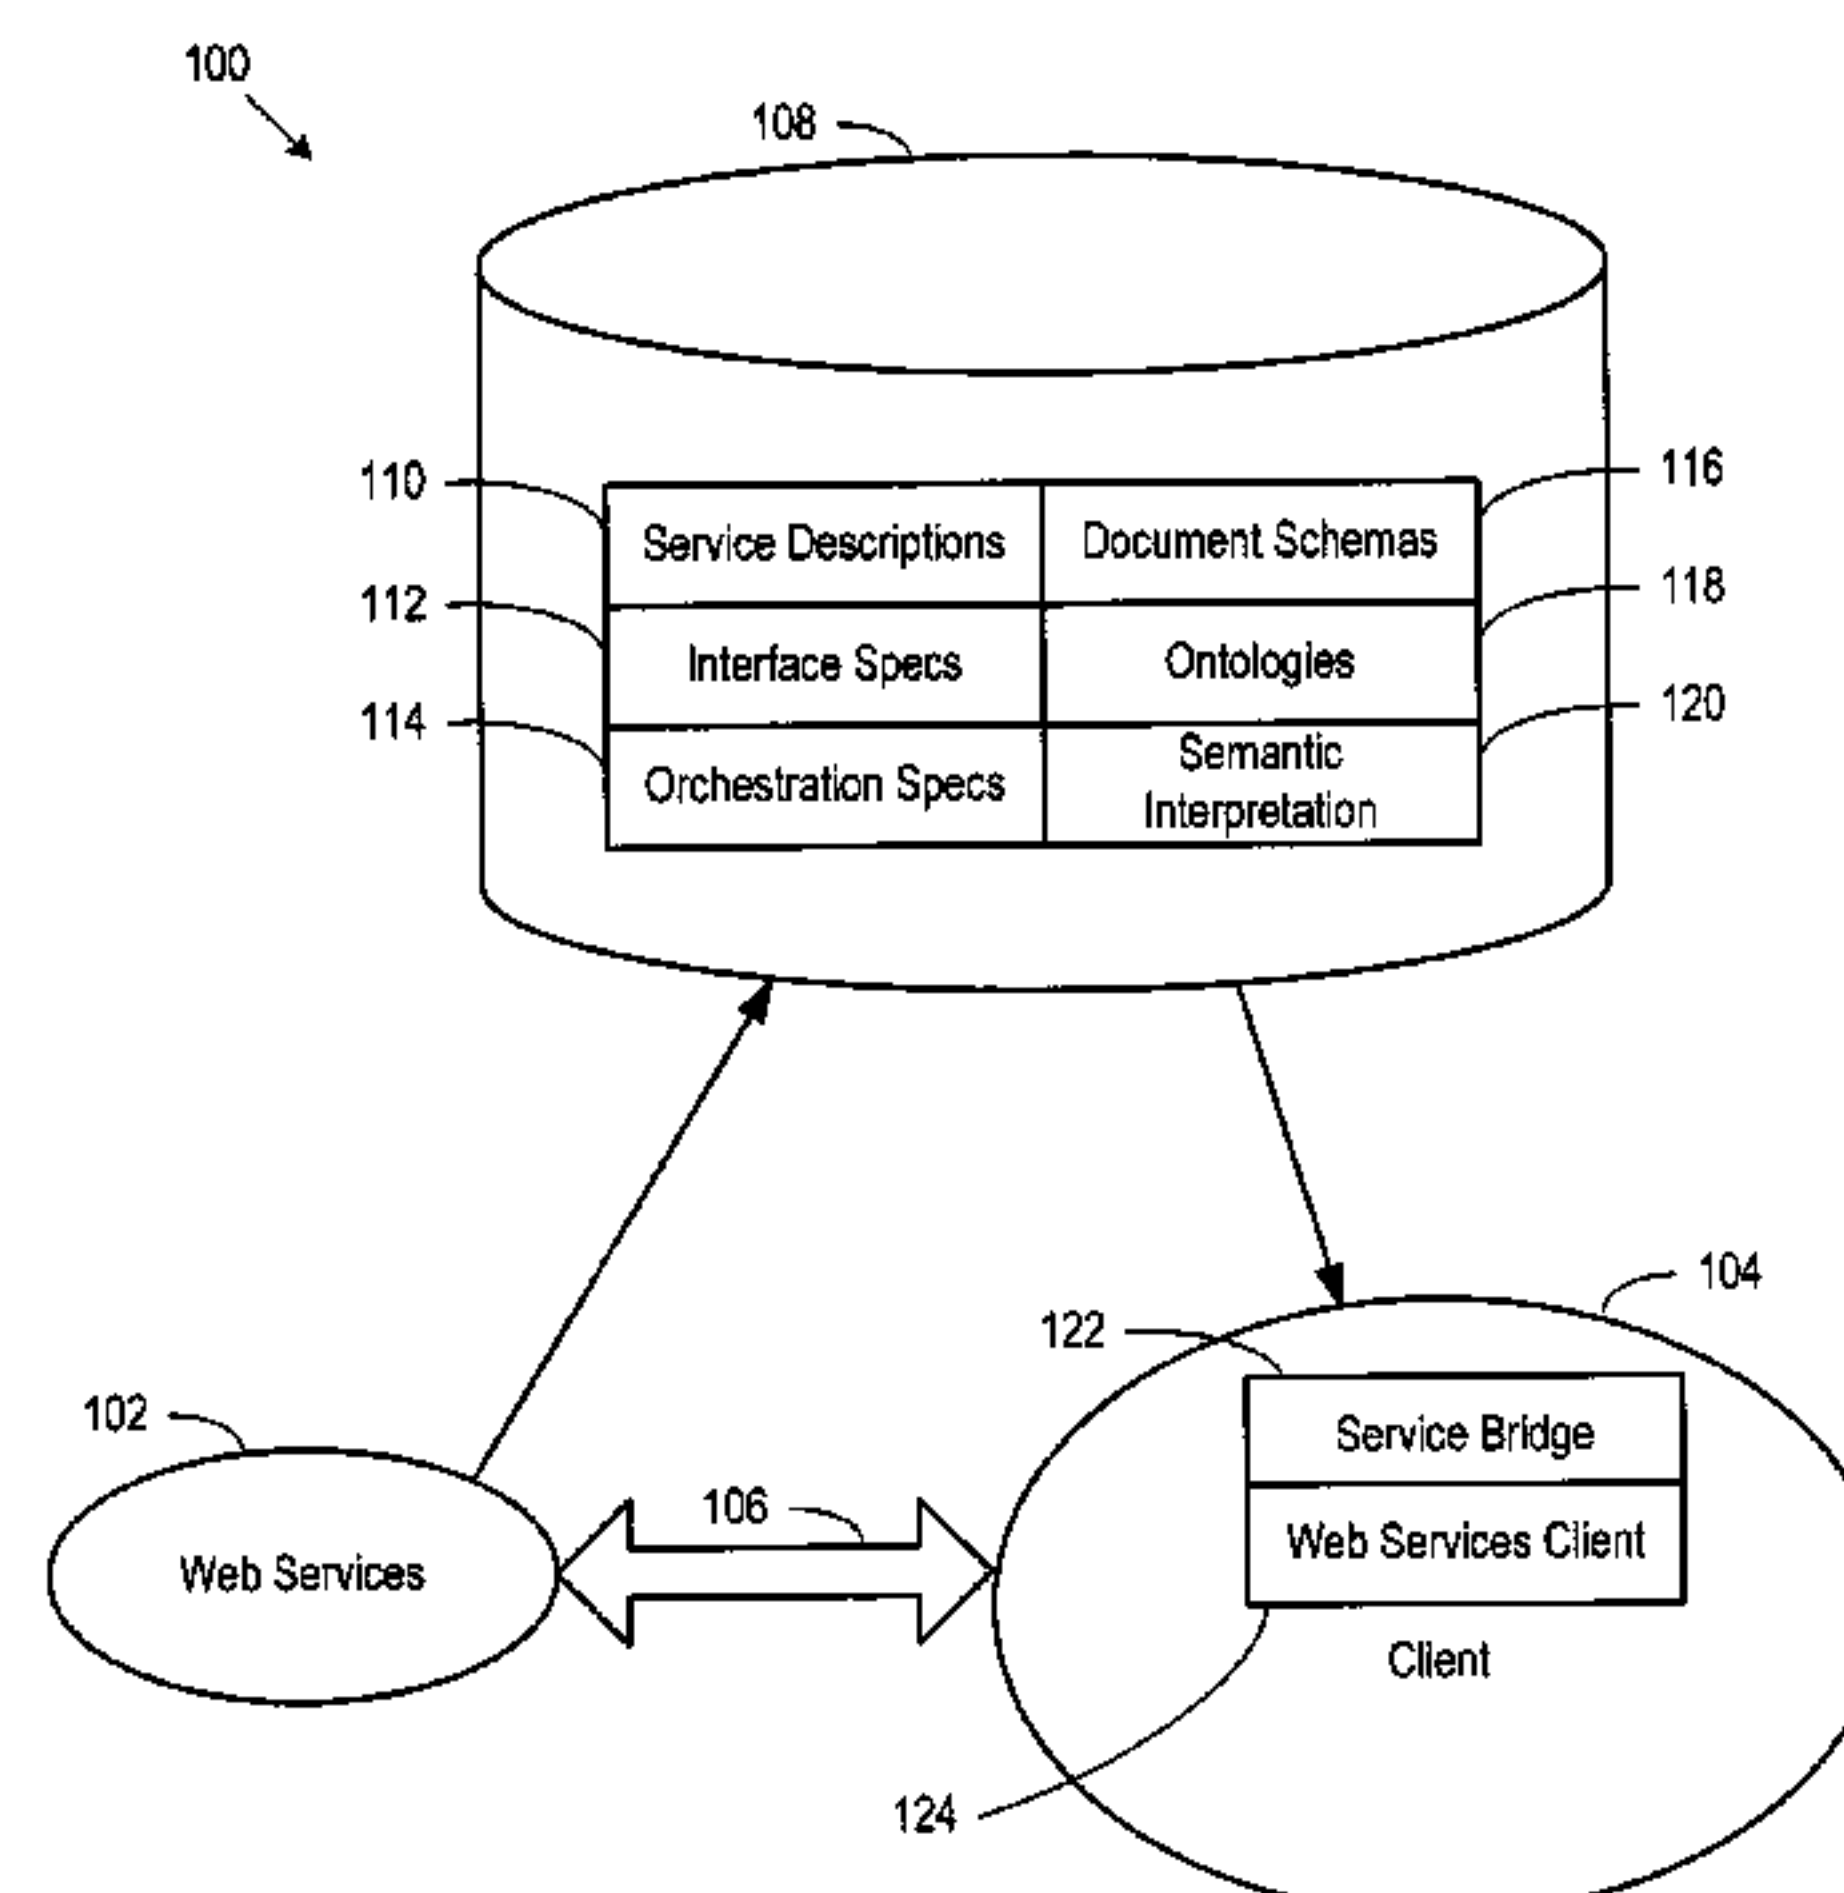 100
108
110
Service Descriptions
Document Schemas
116
112
Interface Specs
Ontologies
118
114
Orchestration Specs
Semantic
Interpretation
120
104
122
Service Bridge
102
106
Web Services Client
Web Services
Client
124